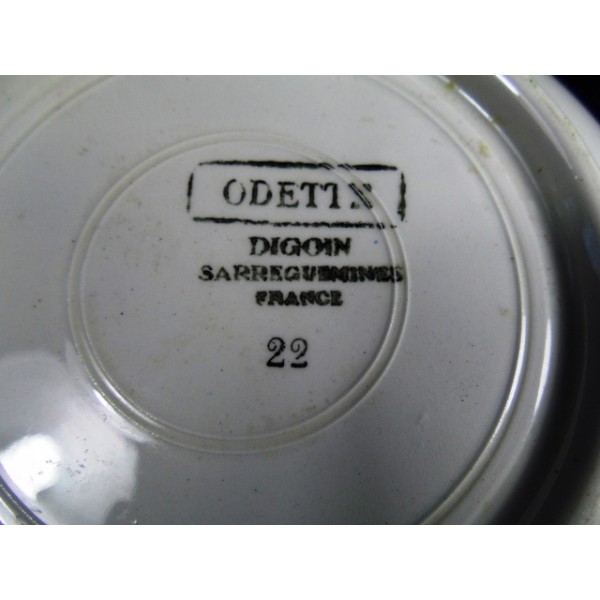 ODETTE
DIGOIN
SARREGUEMINES
FRANCE
22